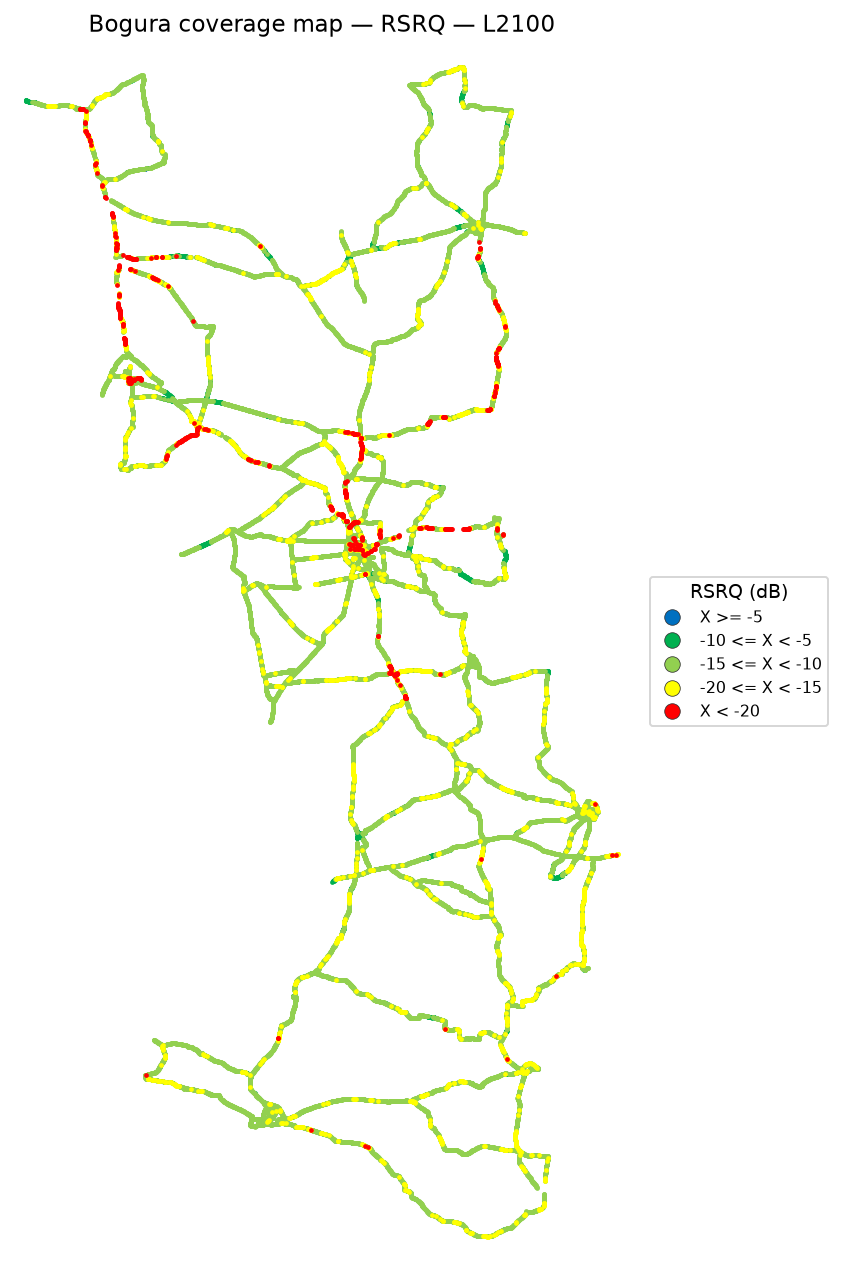 Bogura coverage map — RSRQ — L2100
RSRQ (dB)
X >= -5
-10 <= X < -5
-15 <= X < -10
-20 <= X < -15
X < -20